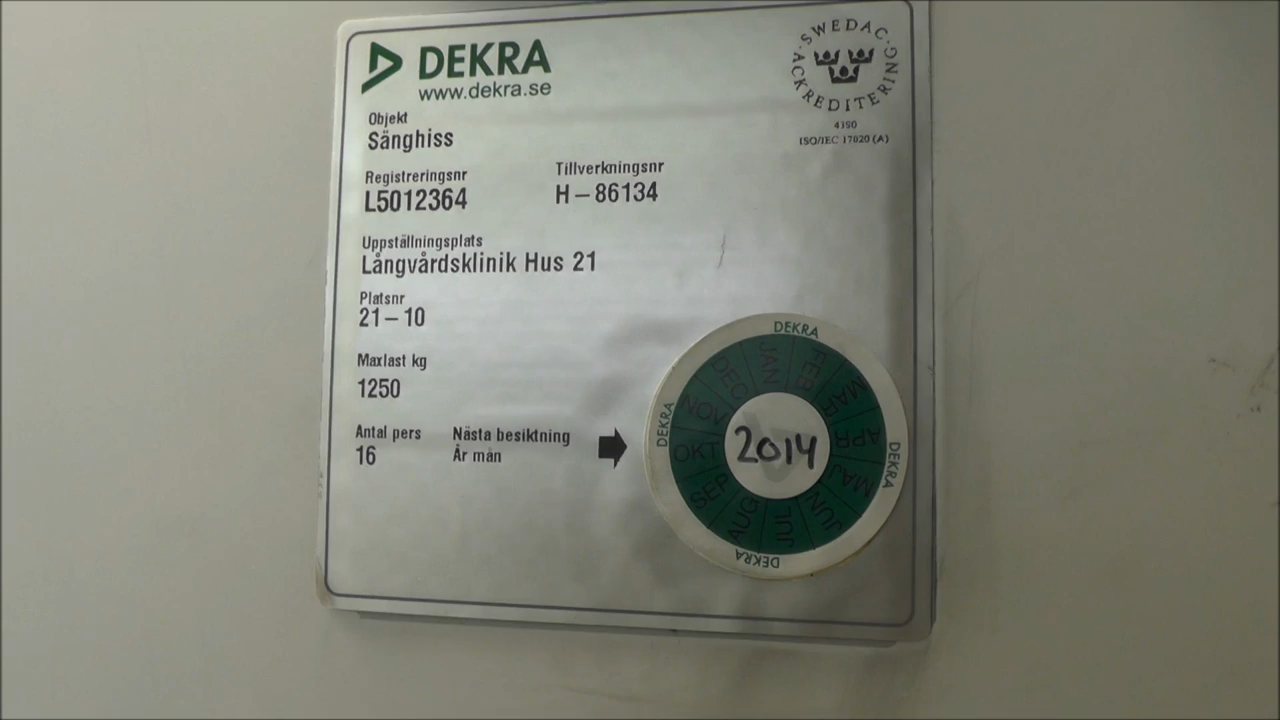 DEKRA
www.dekra.se
SWEDAC
ACKREDITERING
4350
ISO/IEC 17020 (A)
Objekt
Sänghiss
Registreringsnr
L5012364
Tillverkningsnr
H-86134
Uppställningsplats
Långvårdsklinik Hus 21
Platsnr
21-10
Maxlast kg
1250
Antal pers
16
Nästa besiktning
År mån
DEKRA
DEKRA
DEKRA
DEKRA
JAN
FEB
MAR
APR
MAJ
JUN
JUL
AUG
SEP
OKT
NOV
DEC
2014